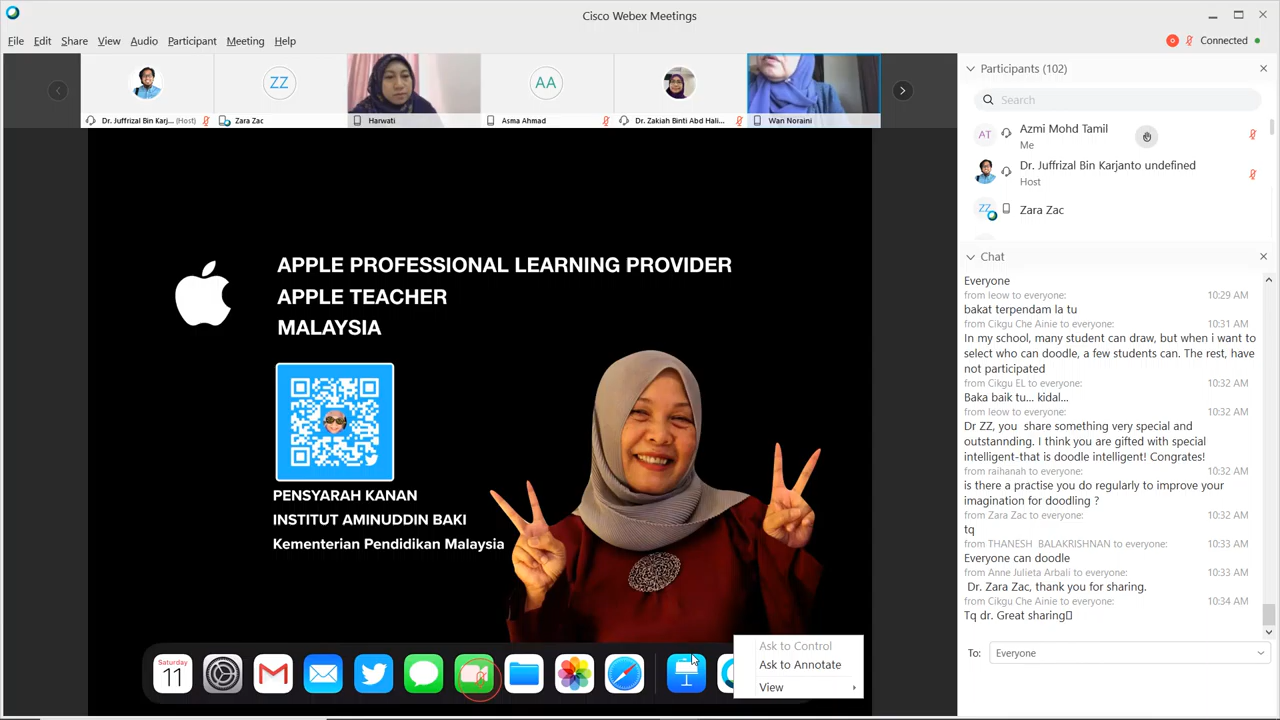 Cisco Webex Meetings
File Edit Share View Audio Participant Meeting Help
Connected
ZZ
AA
Dr. Juffrizal Bin Karj... (Host)
Zara Zac
Harwati
Asma Ahmad
Dr. Zakiah Binti Abd Hali...
Wan Noraini
APPLE PROFESSIONAL LEARNING PROVIDER
APPLE TEACHER
MALAYSIA
PENSYARAH KANAN
INSTITUT AMINUDDIN BAKI
Kementerian Pendidikan Malaysia
Saturday
11
Ask to Control
Ask to Annotate
View
Participants (102)
Search
AT
Azmi Mohd Tamil
Me
Dr. Juffrizal Bin Karjanto undefined
Host
ZZ
Zara Zac
Chat
Everyone
from leow to everyone: 10:29 AM
bakat terpendam la tu
from Cikgu Che Ainie to everyone: 10:31 AM
In my school, many student can draw, but when i want to
select who can doodle, a few students can. The rest, have
not participated
from Cikgu EL to everyone: 10:32 AM
Baka baik tu... kidal...
from leow to everyone: 10:32 AM
Dr ZZ, you share something very special and
outstannding. I think you are gifted with special
intelligent-that is doodle intelligent! Congrates!
from raihanah to everyone: 10:32 AM
is there a practise you do regularly to improve your
imagination for doodling ?
from Zara Zac to everyone: 10:32 AM
tq
from THANESH BALAKRISHNAN to everyone: 10:33 AM
Everyone can doodle
from Anne Julieta Arbali to everyone: 10:33 AM
Dr. Zara Zac, thank you for sharing.
from Cikgu Che Ainie to everyone: 10:34 AM
Tq dr. Great sharing
To: Everyone